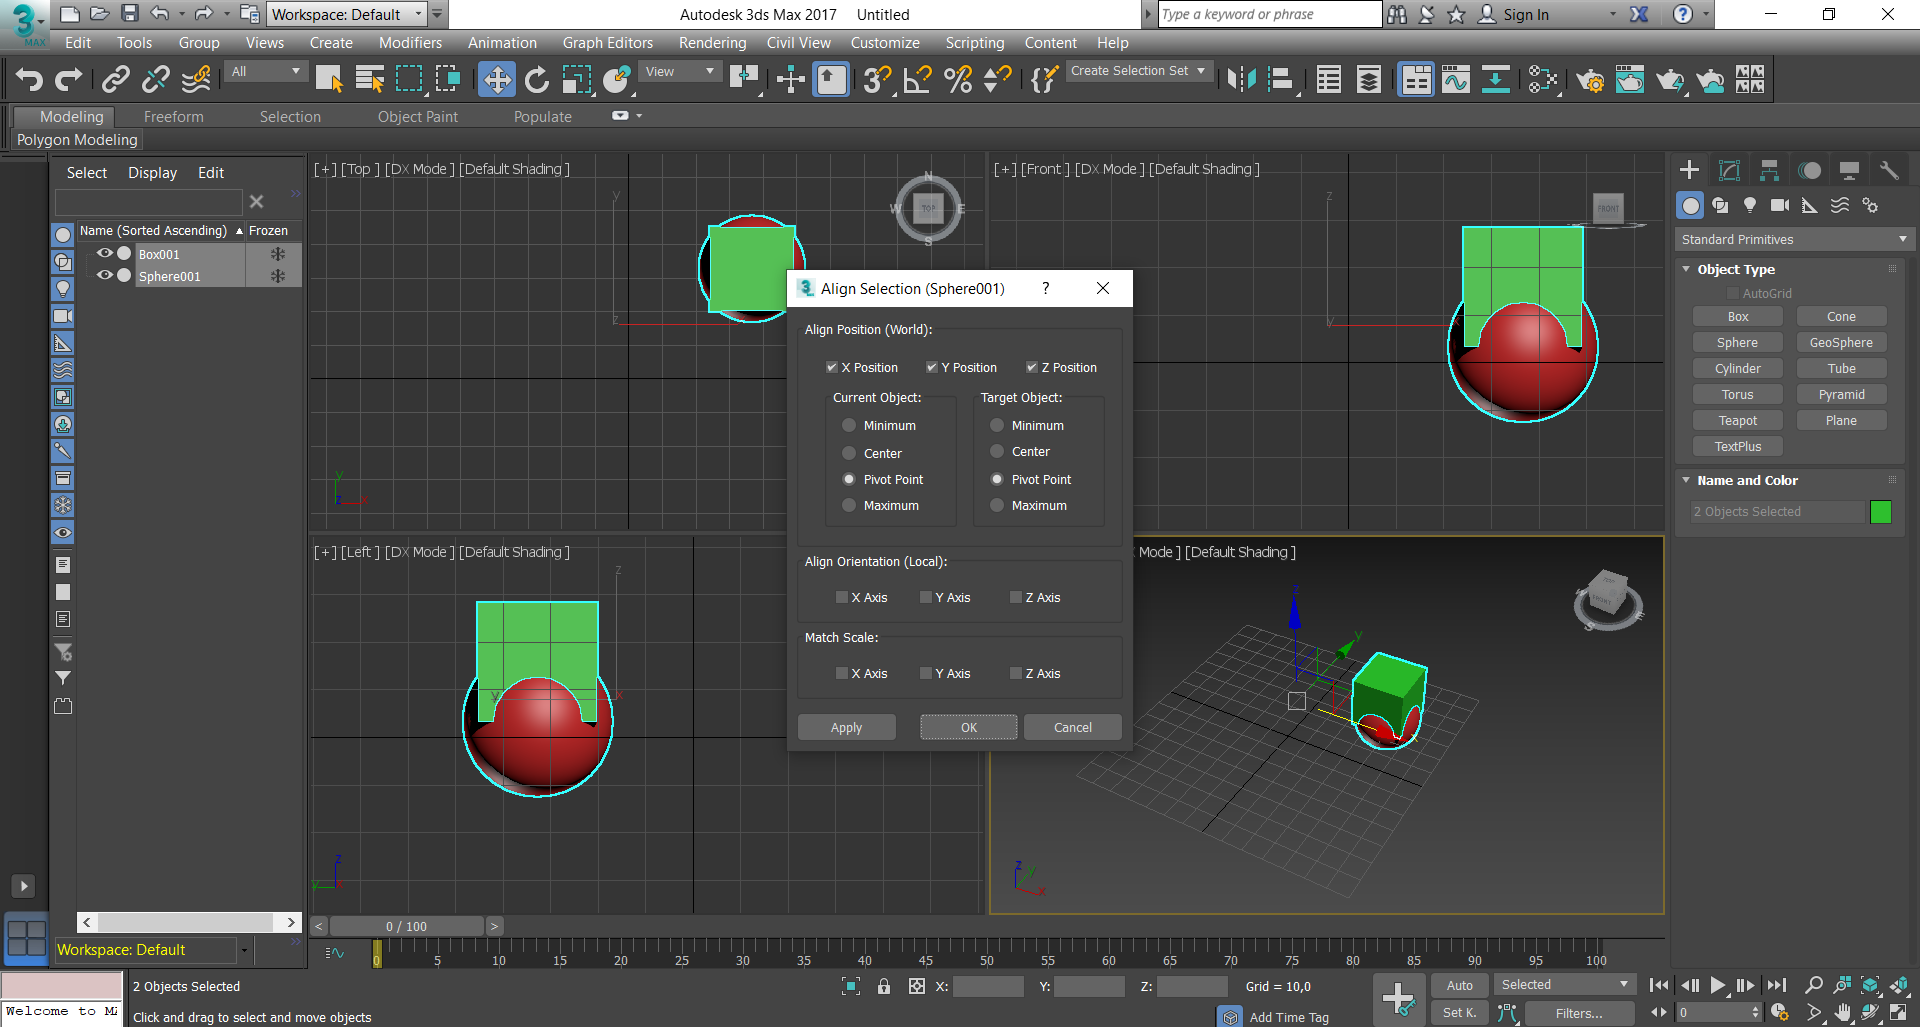 Workspace: Default
Autodesk 3ds Max 2017 Untitled
Type a keyword or phrase
Sign In
MAX
Edit Tools Group Views Create Modifiers Animation Graph Editors Rendering Civil View Customize Scripting Content Help
All
View
Create Selection Set
Modeling Freeform Selection Object Paint Populate
Polygon Modeling
Select Display Edit
Name (Sorted Ascending) Frozen
Box001
Sphere001
[+] [Top ] [DX Mode ] [Default Shading ]
[+] [Front ] [DX Mode ] [Default Shading ]
[+] [Left ] [DX Mode ] [Default Shading ]
Mode ] [Default Shading ]
N
W TOP E
S
FRONT
Align Selection (Sphere001) ?
Align Position (World):
X Position Y Position Z Position
Current Object: Target Object:
Minimum Minimum
Center Center
Pivot Point Pivot Point
Maximum Maximum
Align Orientation (Local):
X Axis Y Axis Z Axis
Match Scale:
X Axis Y Axis Z Axis
Apply OK Cancel
Standard Primitives
Object Type
AutoGrid
Box Cone
Sphere GeoSphere
Cylinder Tube
Torus Pyramid
Teapot Plane
TextPlus
Name and Color
2 Objects Selected
< 0 / 100 >
Workspace: Default
0 5 10 15 20 25 30 35 40 45 50 55 60 65 70 75 80 85 90 95 100
2 Objects Selected
X: Y: Z: Grid = 10,0
Auto Selected
Welcome to MA
Click and drag to select and move objects
Add Time Tag
Set K. Filters...
0